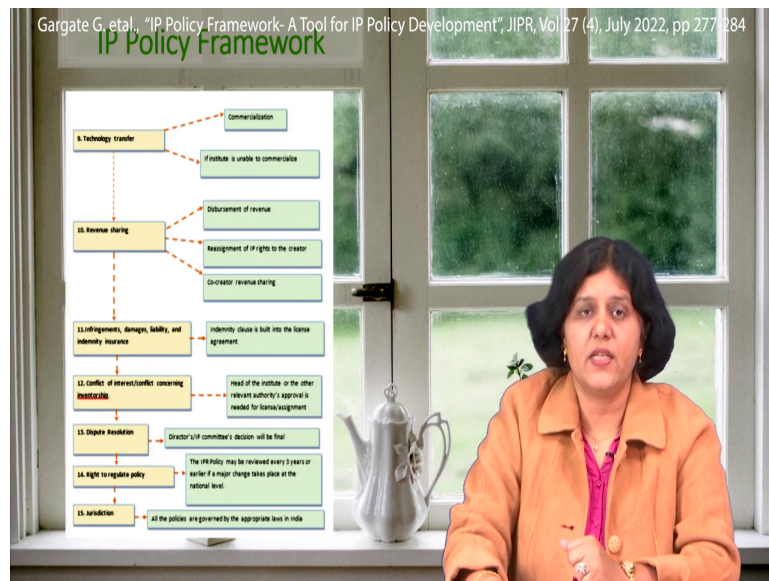 Gargate G. etal., “IP Policy Framework- A Tool for IP Policy Development”, JIPR, Vol 27 (4), July 2022, pp 277-284
IP Policy Framework
9. Technology transfer
Commercialization
If institute is unable to commercialize
10. Revenue sharing
Disbursement of revenue
Reassignment of IP rights to the creator
Co-creator revenue sharing
11.Infringements, damages, liability, and
indemnity insurance
Indemnity clause is built into the license
agreement
12. Conflict of interest/conflict concerning
inventorship
Head of the institute or the other
relevant authority's approval is
needed for license/assignment
13. Dispute Resolution
Director's/IP committee's decision will be final
14. Right to regulate policy
The IPR Policy may be reviewed every 3 years or
earlier if a major change takes place at the
national level.
15. Jurisdiction
All the policies are governed by the appropriate laws in India